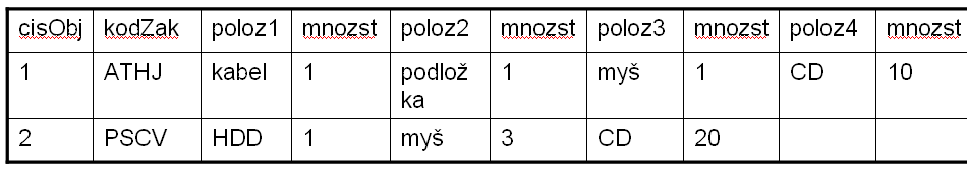 cisObj kodZak poloz1 mnozst poloz2 mnozst poloz3 mnozst poloz4 mnozst
1 ATHJ kabel 1 podlož 1 myš 1 CD 10
ka
2 PSCV HDD 1 myš 3 CD 20